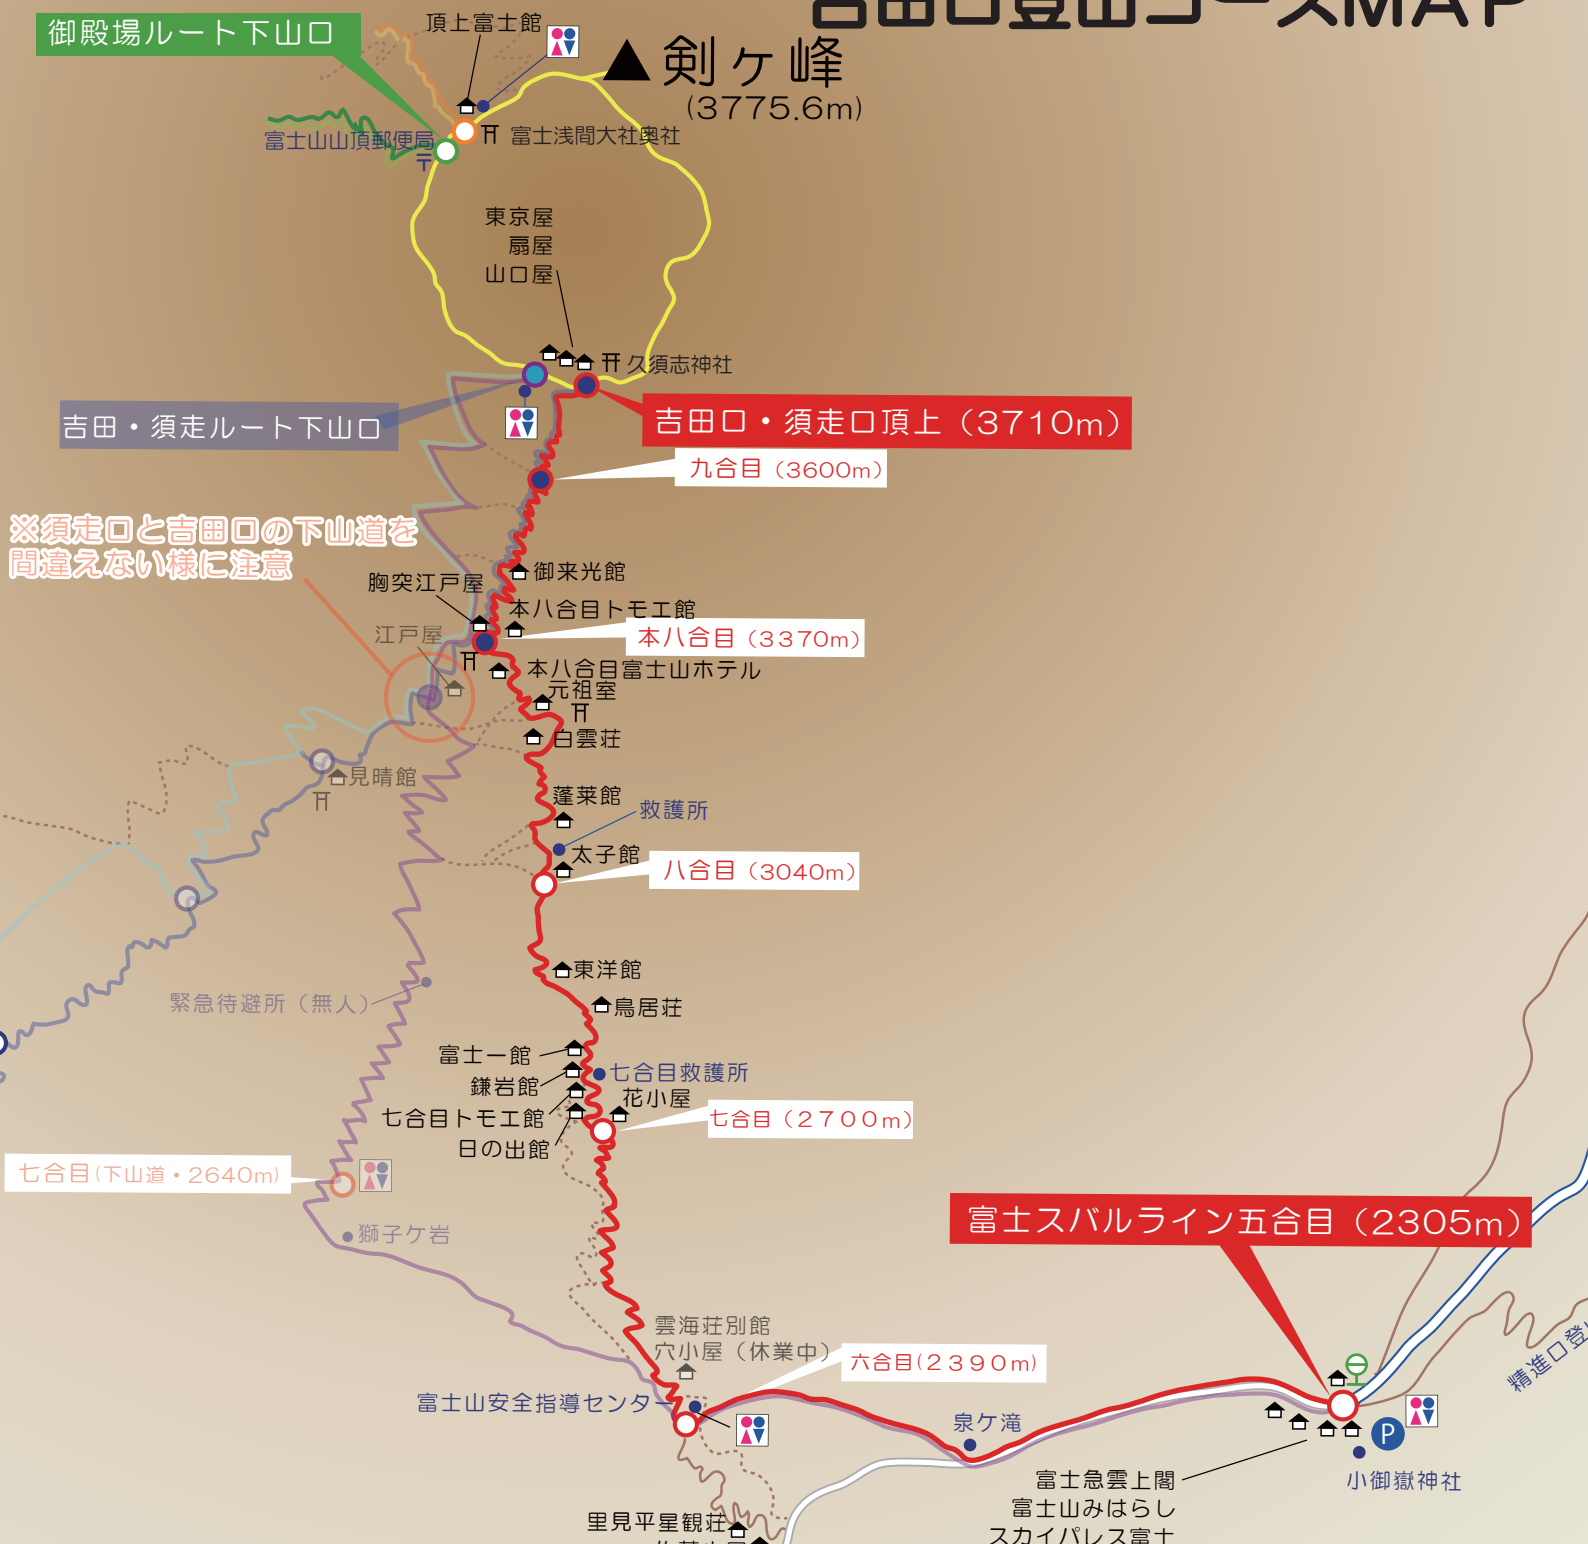 吉田口登山コースMAP
御殿場ルート下山口
頂上富士館
剣ヶ峰
(3775.6m)
富士山山頂郵便局
富士浅間大社奥社
東京屋
扇屋
山口屋
久須志神社
吉田・須走ルート下山口
吉田口・須走口頂上（3710m）
九合目（3600m）
※須走口と吉田口の下山道を
間違えない様に注意
御来光館
胸突江戸屋
本八合目トモエ館
江戸屋
本八合目（3370m）
本八合目富士山ホテル
元祖室
白雲荘
見晴館
蓬莱館
救護所
太子館
八合目（3040m）
東洋館
緊急待避所（無人）
鳥居荘
富士一館
七合目救護所
鎌岩館
花小屋
七合目トモエ館
七合目（2700m）
日の出館
七合目(下山道・2640m)
富士スバルライン五合目（2305m）
獅子ケ岩
雲海荘別館
穴小屋（休業中）
六合目(2390m)
富士山安全指導センター
泉ケ滝
精進口登
P
富士急雲上閣
小御嶽神社
富士山みはらし
里見平星観荘
スカイパレス富士